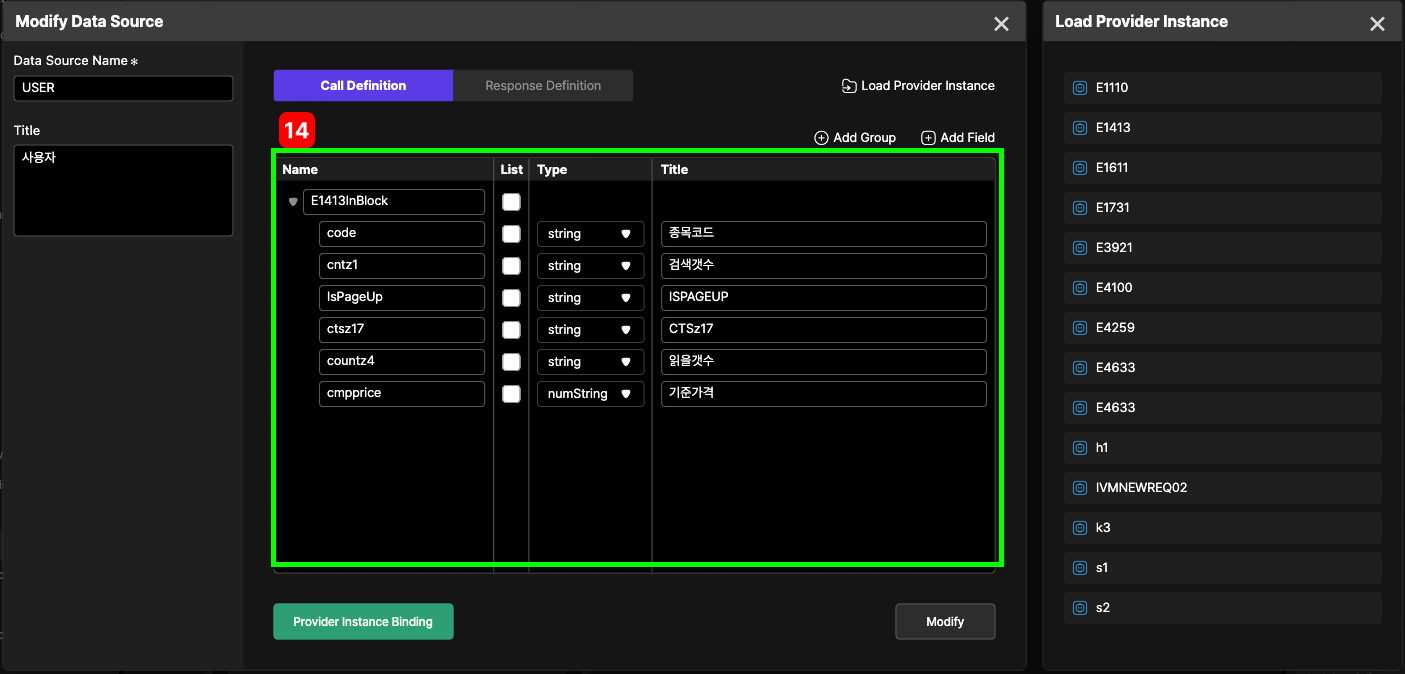 Modify Data Source
Data Source Name *
USER
Title
사용자
Call Definition
Response Definition
Load Provider Instance
14
Add Group
Add Field
Name List Type Title
E1413InBlock
code string 종목코드
cntz1 string 검색갯수
IsPageUp string ISPAGEUP
ctsz17 string CTSz17
countz4 string 읽을갯수
cmpprice numString 기준가격
Provider Instance Binding
Modify
Load Provider Instance
E1110
E1413
E1611
E1731
E3921
E4100
E4259
E4633
E4633
h1
IVMNEWREQ02
k3
s1
s2